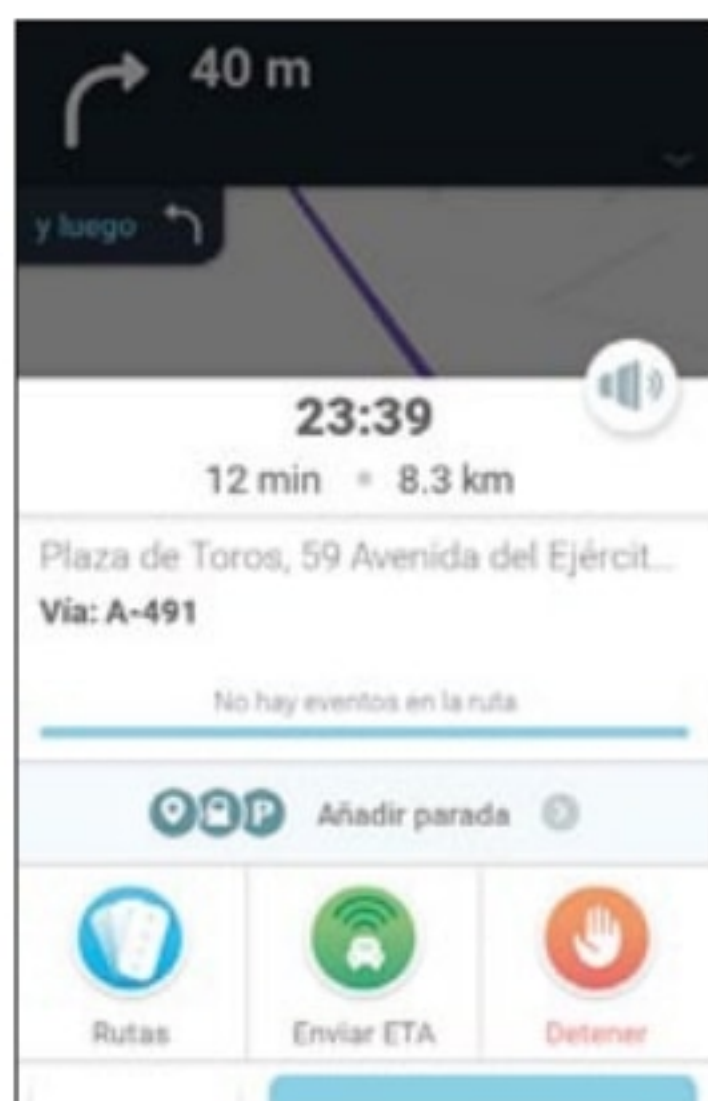 40 m
y luego
23:39
12 min • 8.3 km
Plaza de Toros, 59 Avenida del Ejércit...
Vía: A-491
No hay eventos en la ruta
P Añadir parada
Rutas Enviar ETA Detener